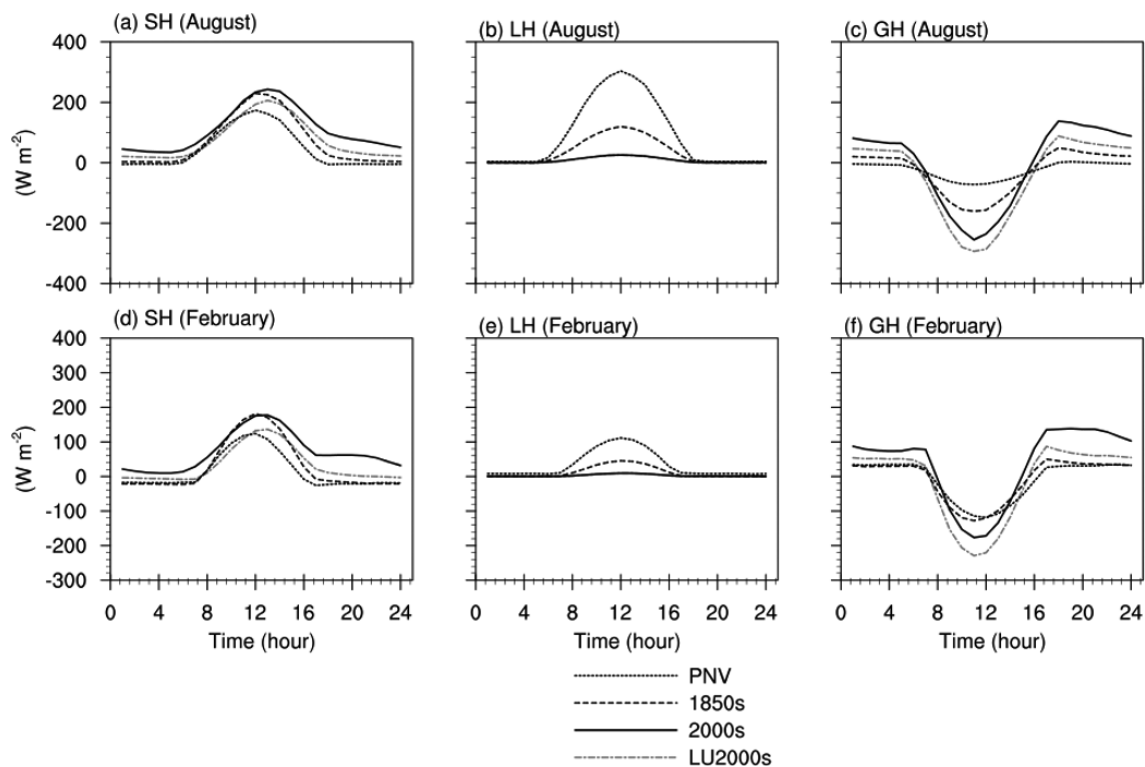 (a) SH (August)
(b) LH (August)
(c) GH (August)
400
200
0
-200
-400
(W m-2)
(d) SH (February)
(e) LH (February)
(f) GH (February)
400
300
200
100
0
-100
-200
-300
(W m-2)
0 4 8 12 16 20 24
0 4 8 12 16 20 24
0 4 8 12 16 20 24
Time (hour)
Time (hour)
Time (hour)
PNV
1850s
2000s
LU2000s